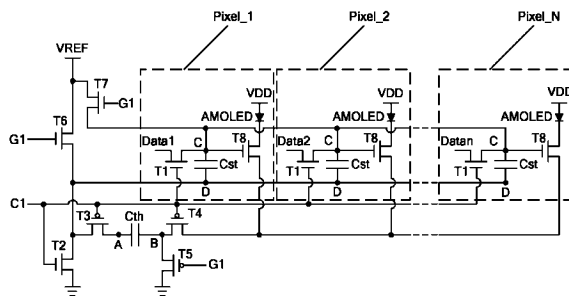 Pixel_1
Pixel_2
Pixel_N
VREF
T7
G1
T6
G1
VDD
AMOLED
Data1
C
T8
Cst
T1
D
VDD
AMOLED
Data2
C
T8
Cst
T1
D
VDD
AMOLED
Datan
C
T8
Cst
T1
D
C1
T3
Cth
T4
A
B
T2
T5
G1